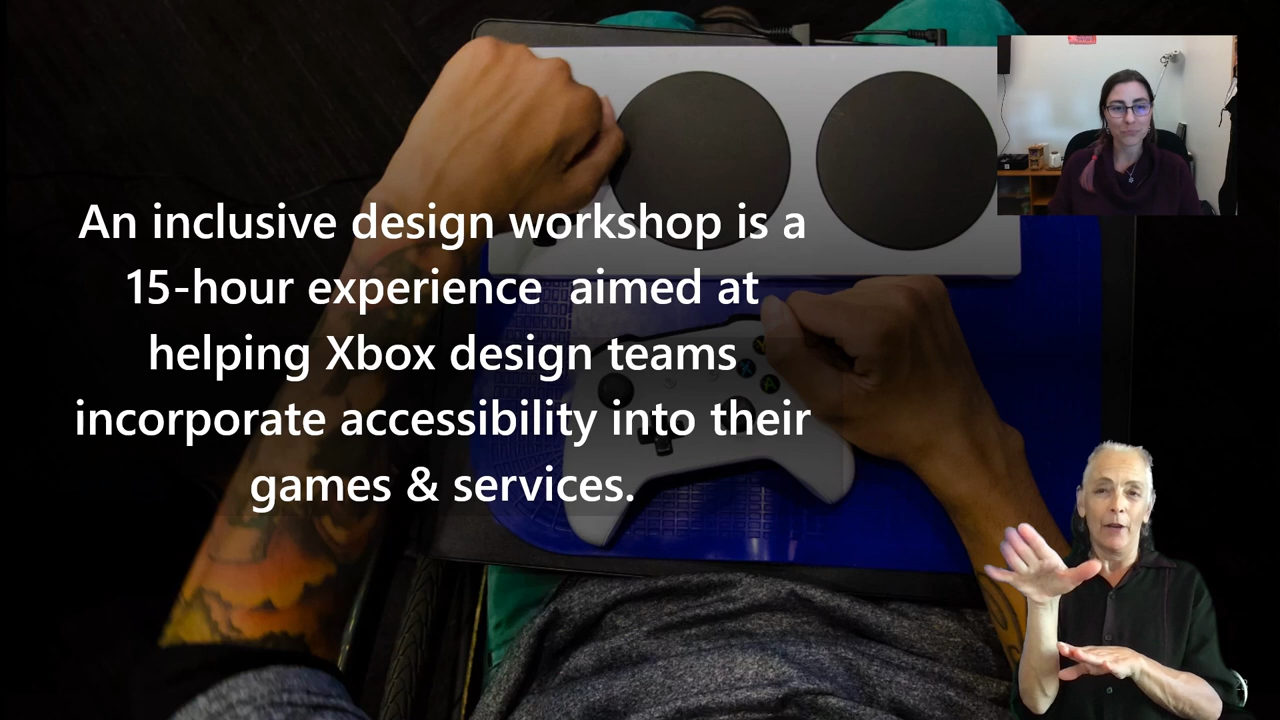 An inclusive design workshop is a
15-hour experience  aimed at
helping Xbox design teams
incorporate accessibility into their
games & services.